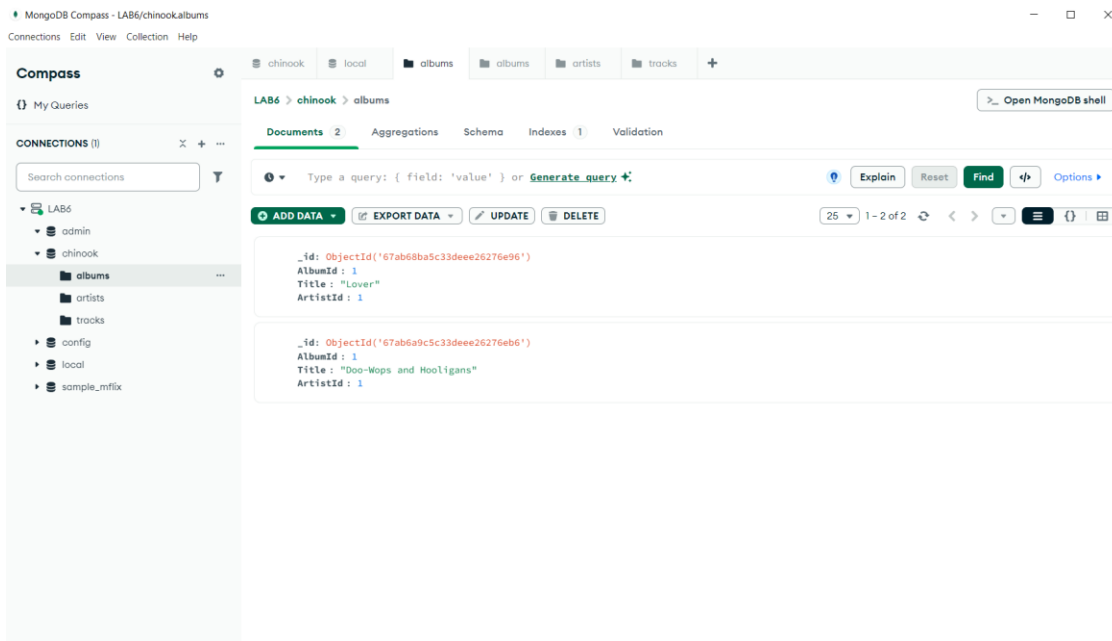 MongoDB Compass - LAB6/chinook.albums
Connections Edit View Collection Help
Compass
{} My Queries
CONNECTIONS (1)
Search connections
LAB6
admin
chinook
albums
artists
tracks
config
local
sample_mflix
chinook local albums albums artists tracks +
LAB6 > chinook > albums
>_ Open MongoDB shell
Documents 2 Aggregations Schema Indexes 1 Validation
Type a query: { field: 'value' } or Generate query
Explain Reset Find </> Options
ADD DATA EXPORT DATA UPDATE DELETE
25 1 – 2 of 2 {}
_id: ObjectId('67ab68ba5c33deee26276e96')
AlbumId : 1
Title : "Lover"
ArtistId : 1
_id: ObjectId('67ab6a9c5c33deee26276eb6')
AlbumId : 1
Title : "Doo-Wops and Hooligans"
ArtistId : 1